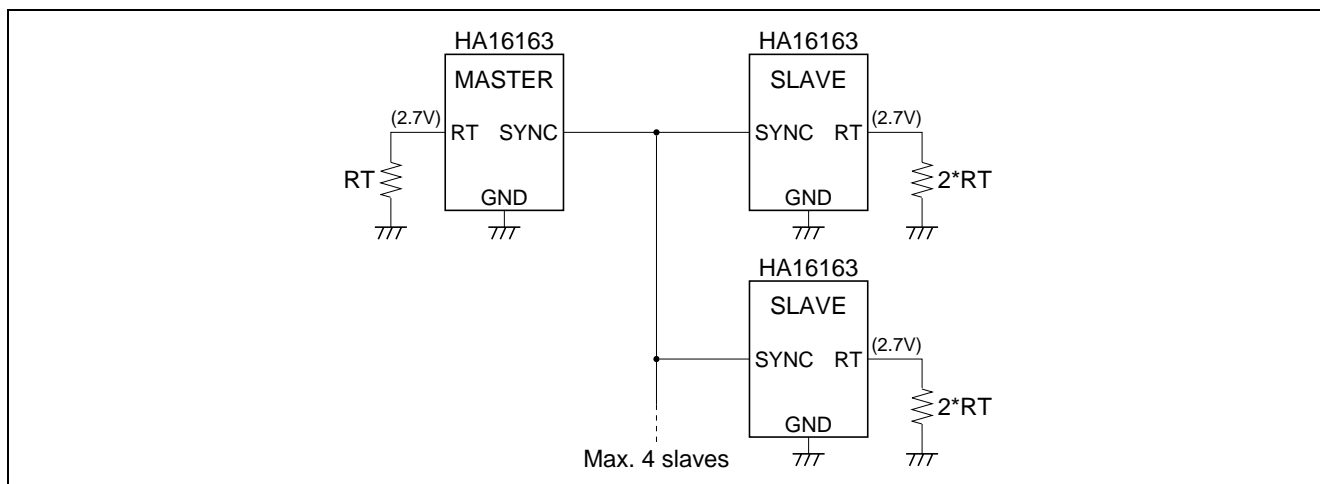 HA16163
MASTER
(2.7V)
RT SYNC
RT
GND
HA16163
SLAVE
(2.7V)
SYNC RT
2*RT
GND
HA16163
SLAVE
(2.7V)
SYNC RT
2*RT
GND
Max. 4 slaves